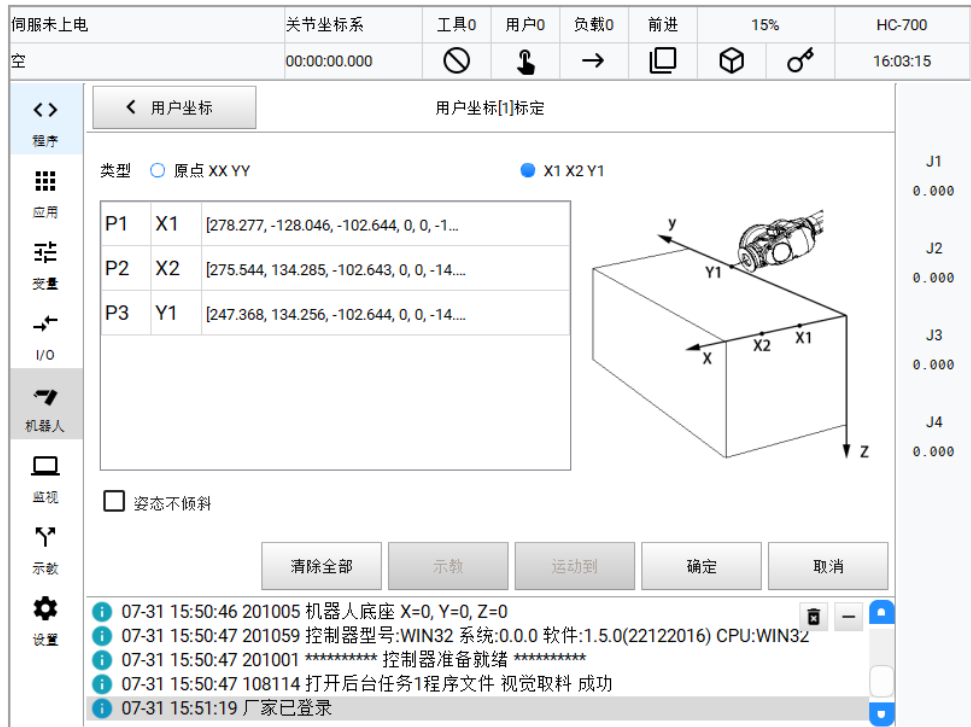 伺服未上电 关节坐标系 工具0 用户0 负载0 前进 15% HC-700
空 00:00:00.000 16:03:15
程序
应用
变量
I/O
机器人
监视
示教
设置
用户坐标 用户坐标[1]标定
类型 原点 XX YY X1 X2 Y1
P1 X1 [278.277, -128.046, -102.644, 0, 0, -1...
P2 X2 [275.544, 134.285, -102.643, 0, 0, -14....
P3 Y1 [247.368, 134.256, -102.644, 0, 0, -14....
y
Y1
X1
X2
X
Z
姿态不倾斜
清除全部 示教 运动到 确定 取消
07-31 15:50:46 201005 机器人底座 X=0, Y=0, Z=0
07-31 15:50:47 201059 控制器型号:WIN32 系统:0.0.0 软件:1.5.0(22122016) CPU:WIN32
07-31 15:50:47 201001 ********** 控制器准备就绪 **********
07-31 15:50:47 108114 打开后台任务1程序文件 视觉取料 成功
07-31 15:51:19 厂家已登录
J1
0.000
J2
0.000
J3
0.000
J4
0.000